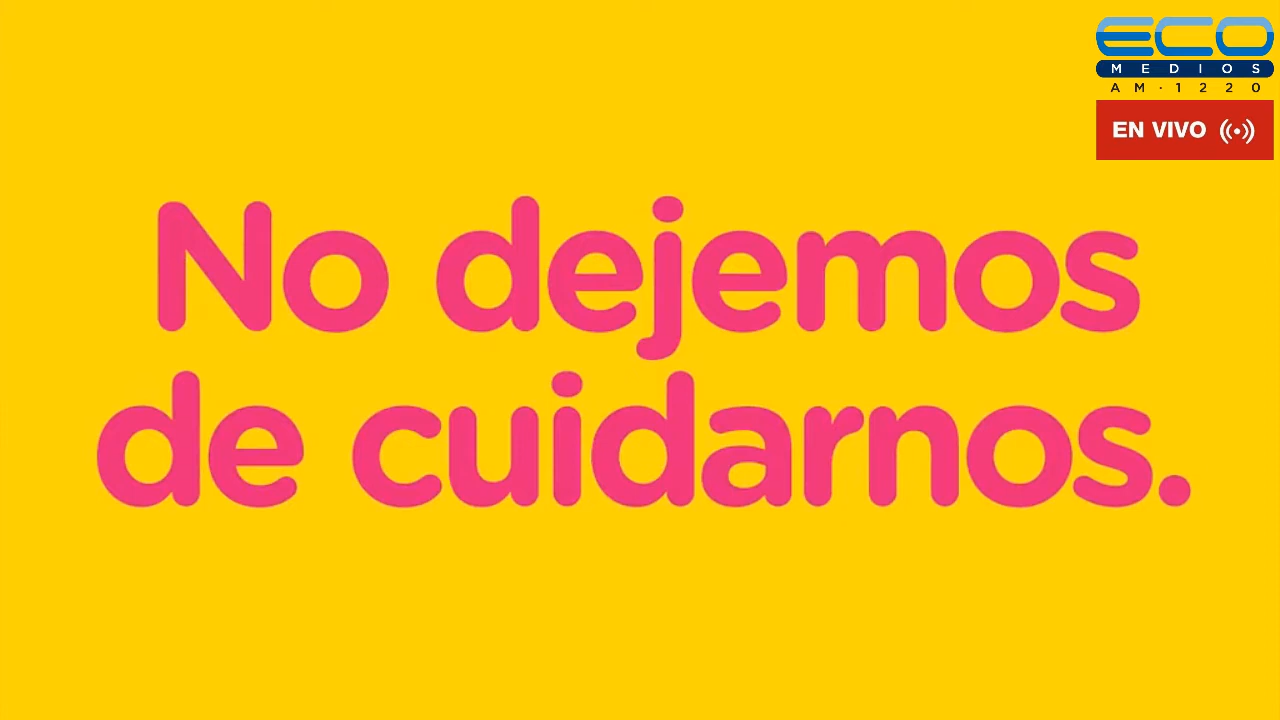 ECO
MEDIOS
AM·1220
EN VIVO
No dejemos
de cuidarnos.